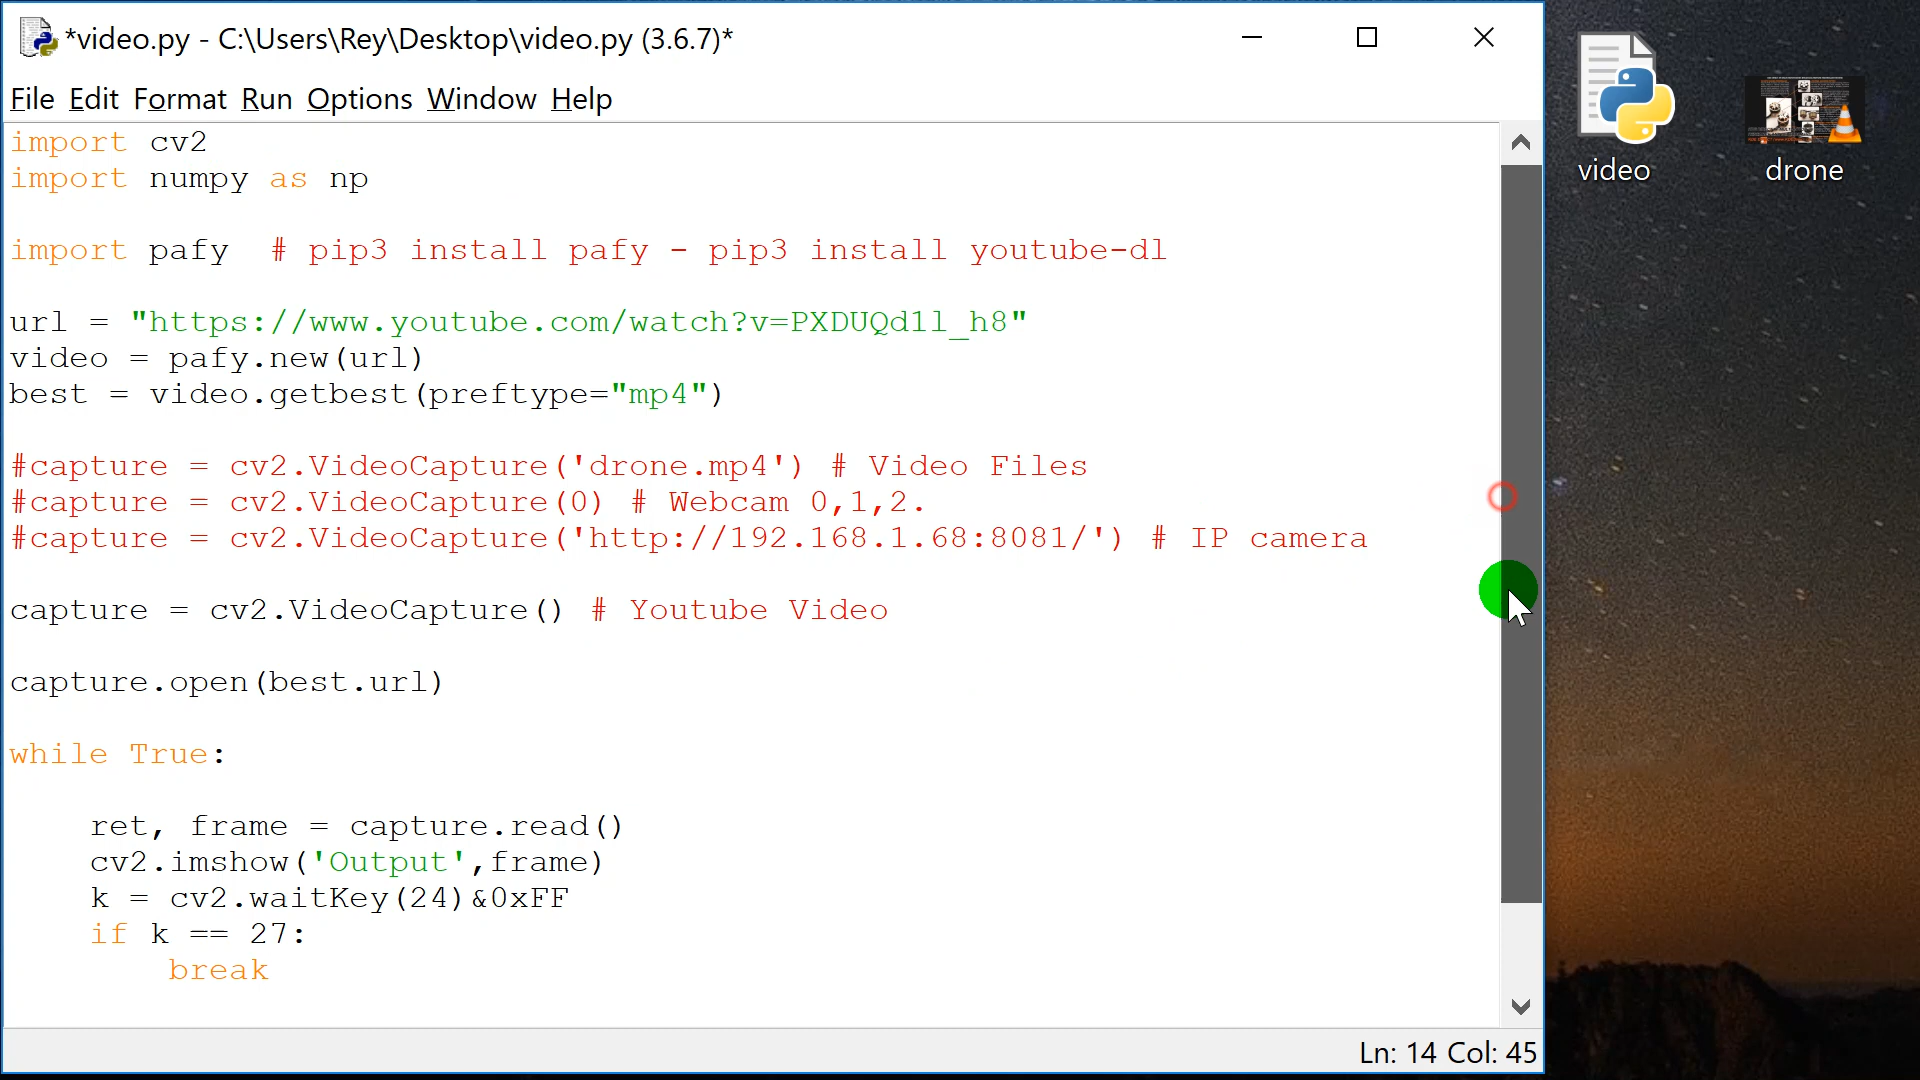 *video.py - C:\Users\Rey\Desktop\video.py (3.6.7)*
File Edit Format Run Options Window Help
import cv2
import numpy as np
import pafy  # pip3 install pafy - pip3 install youtube-dl
url = "https://www.youtube.com/watch?v=PXDUQd1l_h8"
video = pafy.new(url)
best = video.getbest(preftype="mp4")
#capture = cv2.VideoCapture('drone.mp4') # Video Files
#capture = cv2.VideoCapture(0) # Webcam 0,1,2.
#capture = cv2.VideoCapture('http://192.168.1.68:8081/') # IP camera
capture = cv2.VideoCapture() # Youtube Video
capture.open(best.url)
while True:
    ret, frame = capture.read()
    cv2.imshow('Output',frame)
    k = cv2.waitKey(24)&0xFF
    if k == 27:
        break
Ln: 14 Col: 45
video
drone